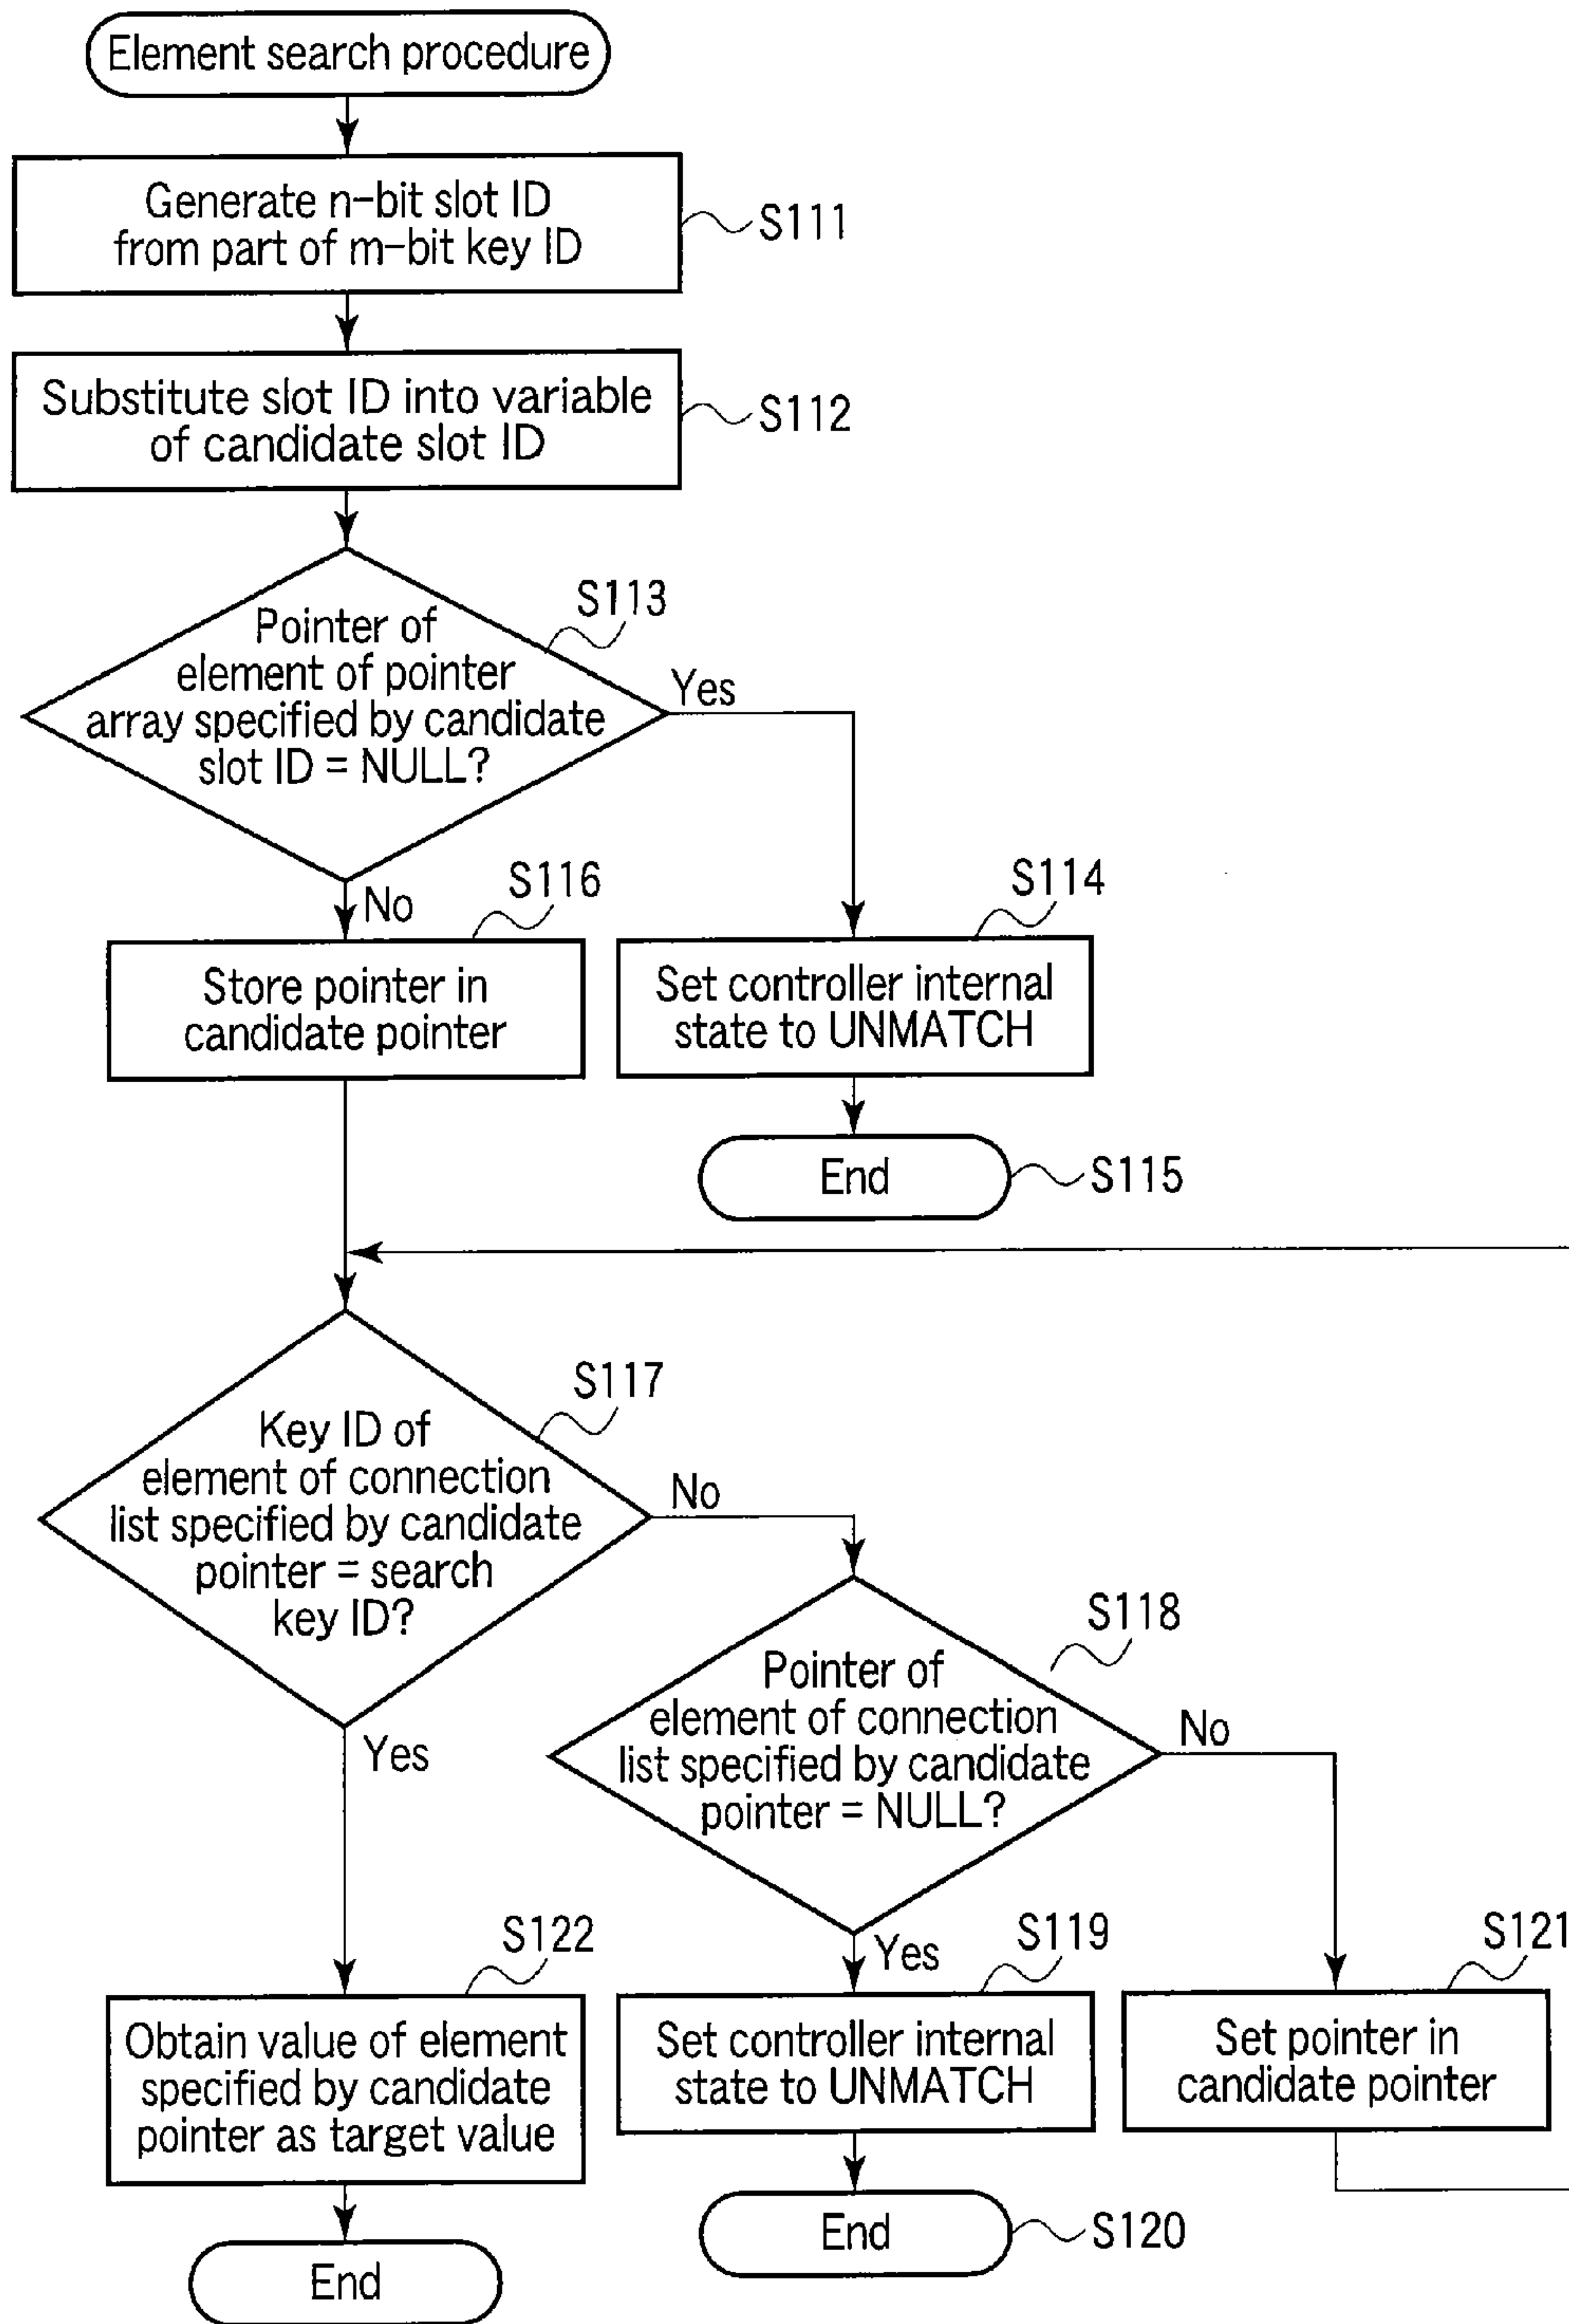 Element search procedure
Generate n-bit slot ID
from part of m-bit key ID
S111
Substitute slot ID into variable
of candidate slot ID
S112
S113
Pointer of
element of pointer
array specified by candidate
slot ID = NULL?
Yes
No
S116
S114
Store pointer in
candidate pointer
Set controller internal
state to UNMATCH
End
S115
S117
Key ID of
element of connection
list specified by candidate
pointer = search
key ID?
No
Yes
S118
Pointer of
element of connection
list specified by candidate
pointer = NULL?
No
Yes
S122
S119
S121
Obtain value of element
specified by candidate
pointer as target value
Set controller internal
state to UNMATCH
Set pointer in
candidate pointer
End
S120
End